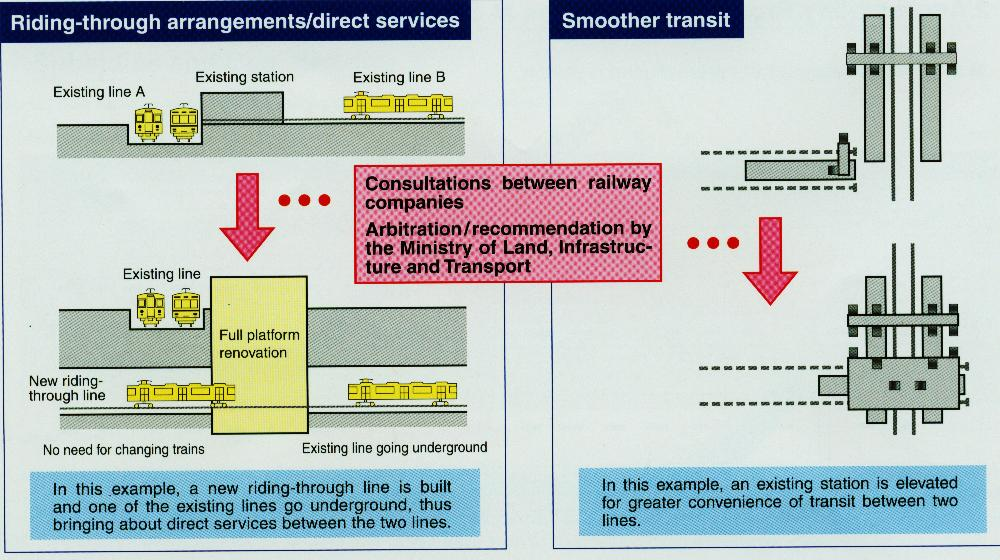 Riding-through arrangements/direct services
Existing line A
Existing station
Existing line B
Existing line
Full platform
renovation
New riding-
through line
No need for changing trains
Existing line going underground
In this example, a new riding-through line is built
and one of the existing lines go underground, thus
bringing about direct services between the two lines.
Consultations between railway
companies
Arbitration/recommendation by
the Ministry of Land, Infrastruc-
ture and Transport
Smoother transit
In this example, an existing station is elevated
for greater convenience of transit between two
lines.